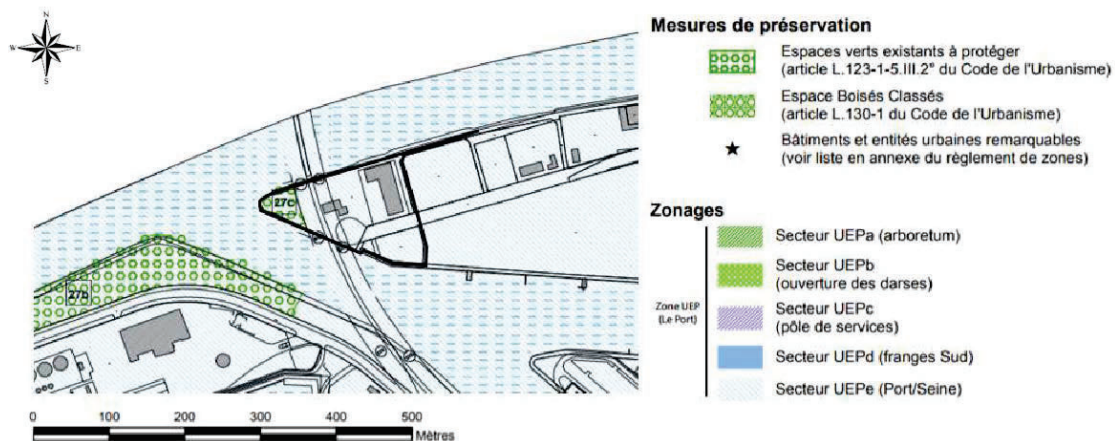 N
W
E
S
27c
27b
0 100 200 300 400 500
Mètres
Mesures de préservation
Espaces verts existants à protéger
(article L.123-1-5.III.2° du Code de l'Urbanisme)
Espace Boisés Classés
(article L.130-1 du Code de l'Urbanisme)
Bâtiments et entités urbaines remarquables
(voir liste en annexe du règlement de zones)
Zonages
Zone UEP
(Le Port)
Secteur UEPa (arboretum)
Secteur UEPb
(ouverture des darses)
Secteur UEPc
(pôle de services)
Secteur UEPd (franges Sud)
Secteur UEPe (Port/Seine)